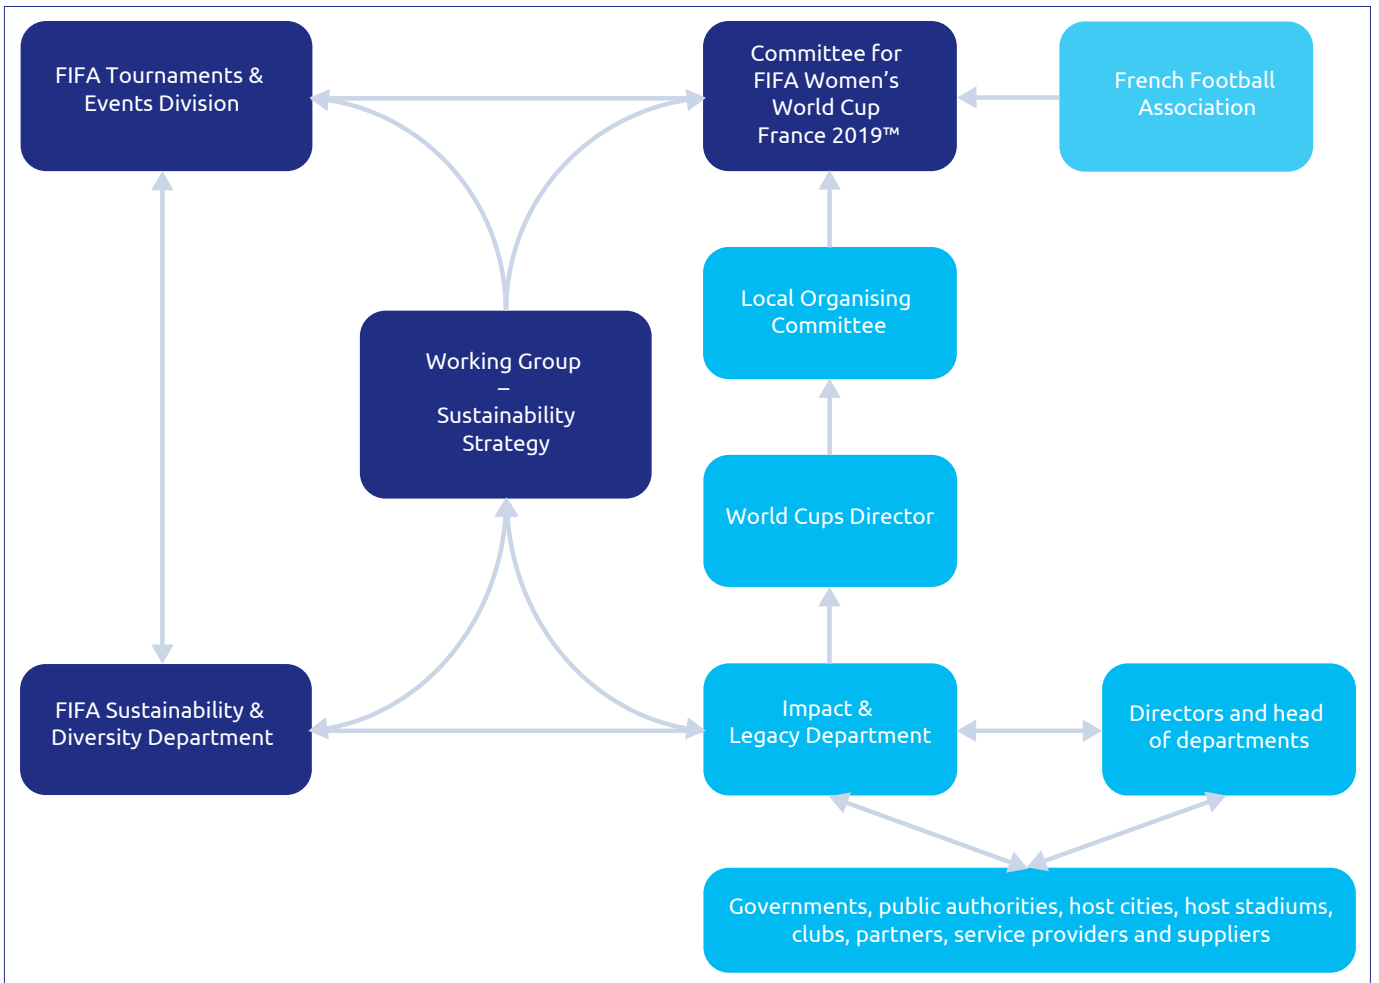 FIFA Tournaments &
Events Division
Committee for
FIFA Women’s
World Cup
France 2019™
French Football
Association
Local Organising
Committee
Working Group
–
Sustainability
Strategy
World Cups Director
FIFA Sustainability &
Diversity Department
Impact &
Legacy Department
Directors and head
of departments
Governments, public authorities, host cities, host stadiums,
clubs, partners, service providers and suppliers